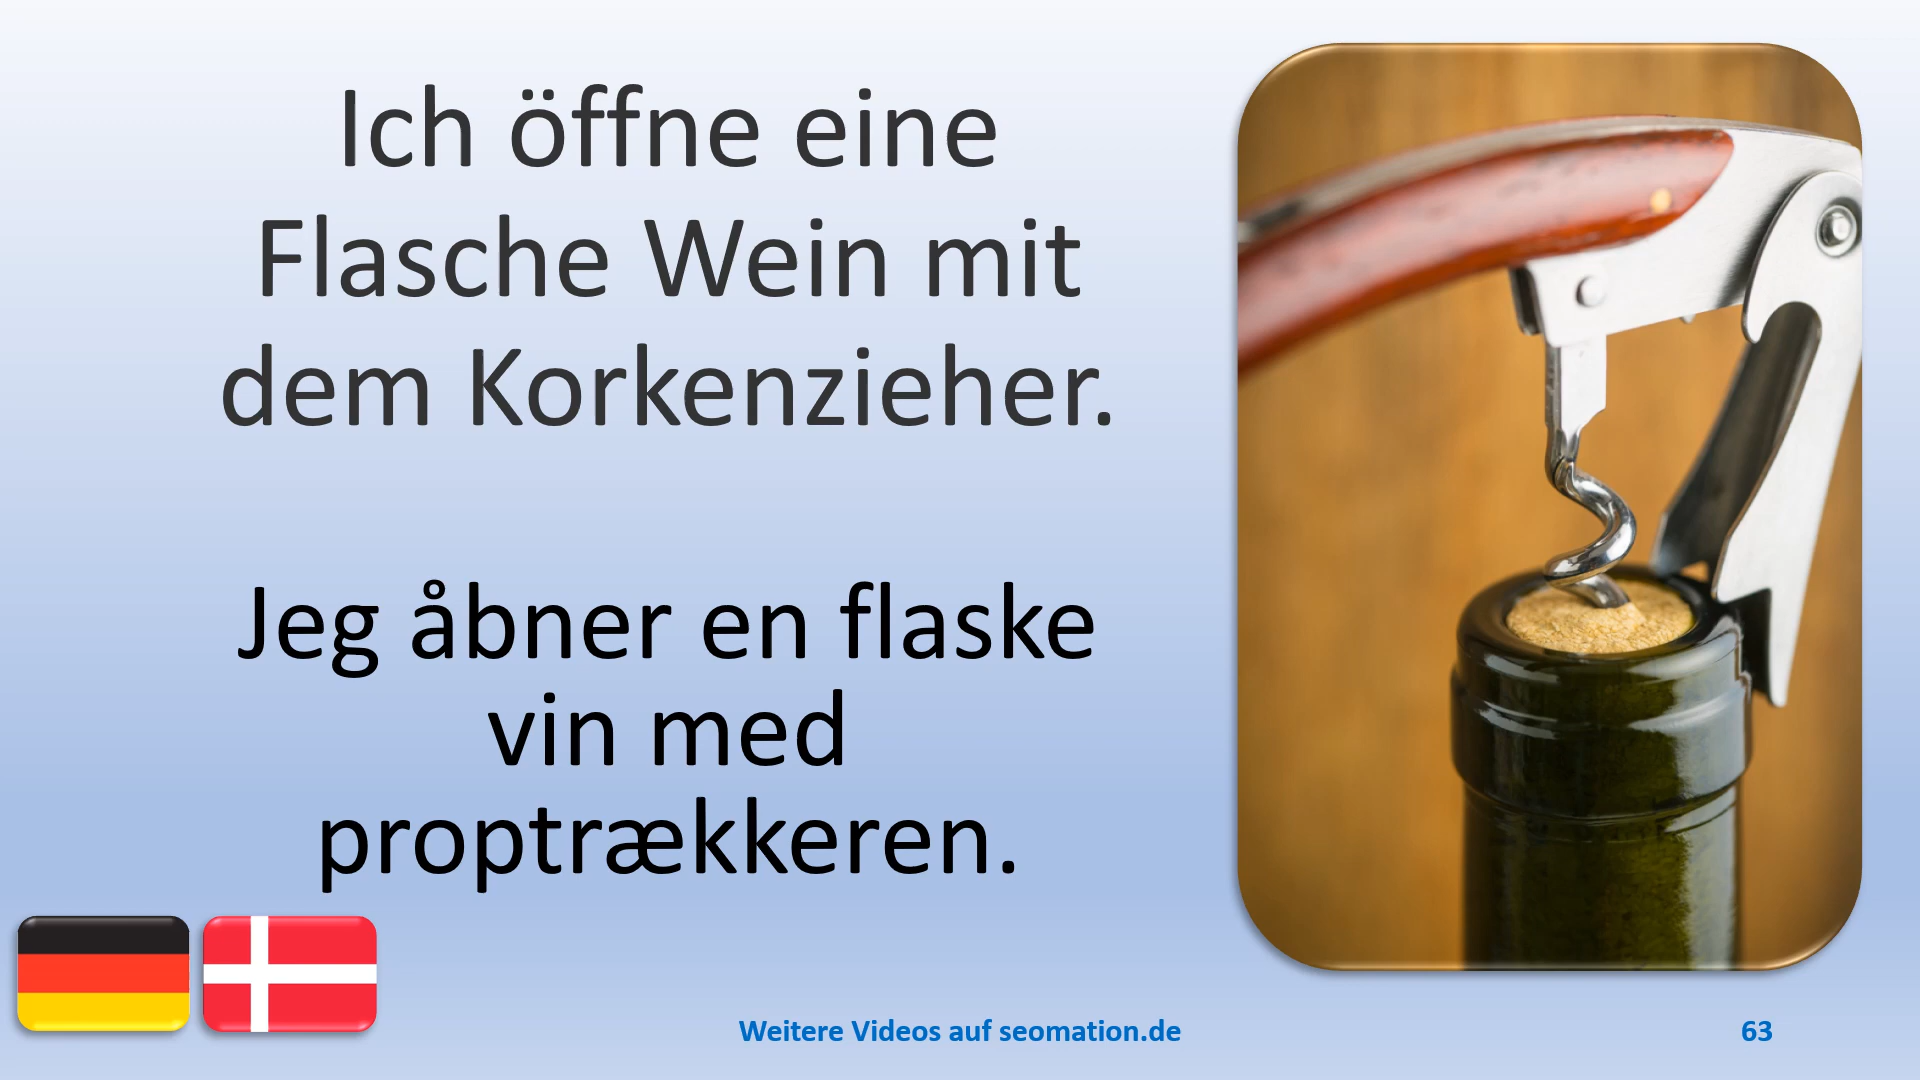 Ich öffne eine
Flasche Wein mit
dem Korkenzieher.
Jeg åbner en flaske
vin med
proptrækkeren.
Weitere Videos auf seomation.de
63